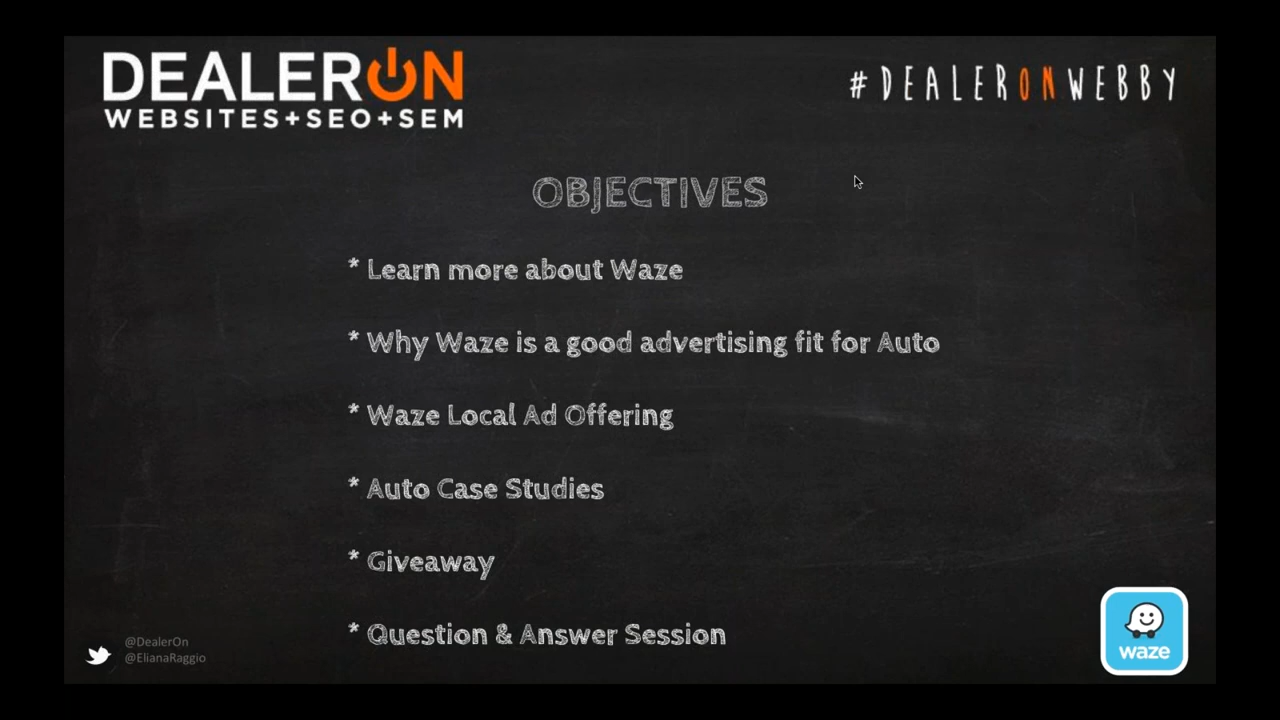 DEALERON
#DEALERONWEBBY
WEBSITES+SEO+SEM
OBJECTIVES
* Learn more about Waze
* Why Waze is a good advertising fit for Auto
* Waze Local Ad Offering
* Auto Case Studies
* Giveaway
* Question & Answer Session
@DealerOn
@ElianaRaggio
waze